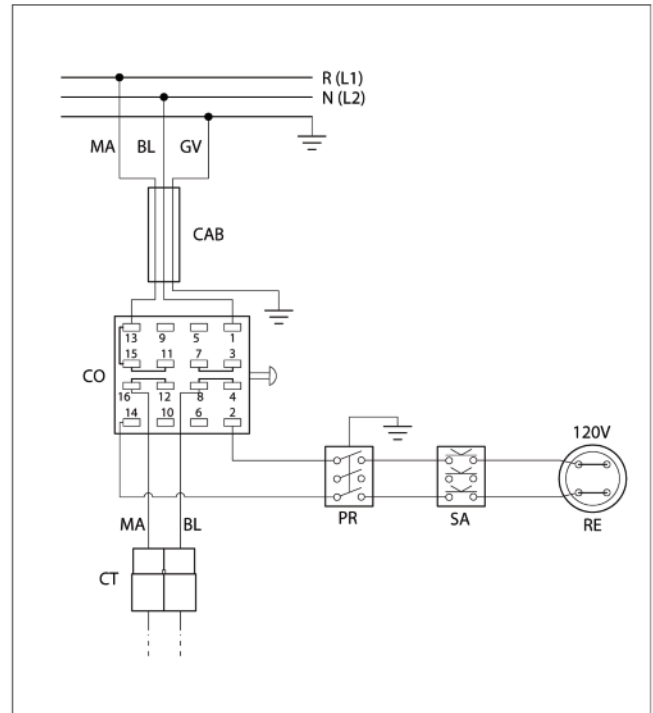 R (L1)
N (L2)
MA BL GV
CAB
13 9 5 1
15 11 7 3
CO
16 12 8 4
14 10 6 2
120V
MA BL
PR SA RE
CT